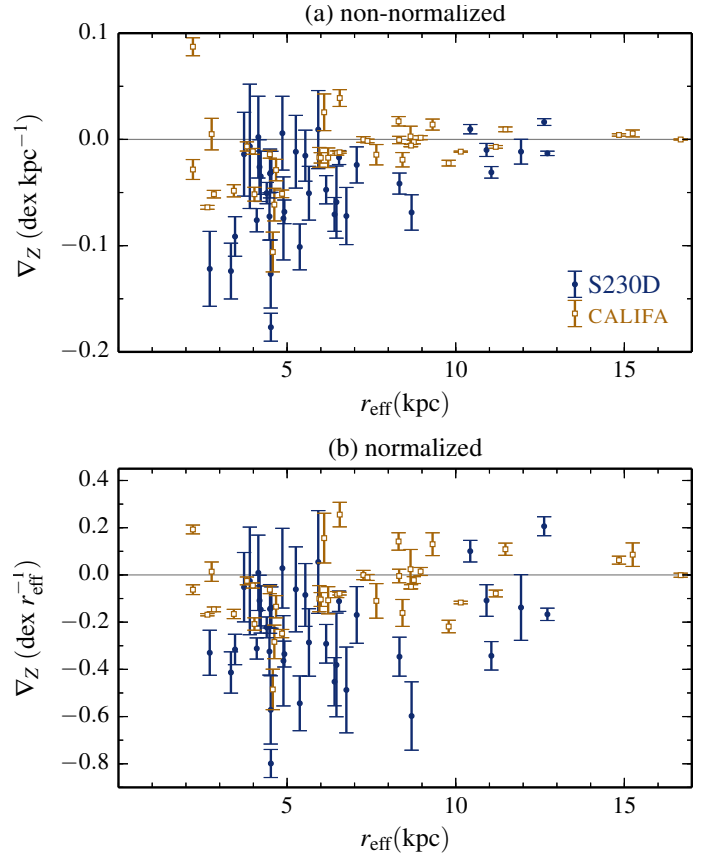 (a) non-normalized
0.1
0.0
−0.1
−0.2
∇Z (dex kpc−1)
S230D
CALIFA
5
10
15
reff(kpc)
(b) normalized
0.4
0.2
0.0
−0.2
−0.4
−0.6
−0.8
∇Z (dex reff−1)
5
10
15
reff(kpc)